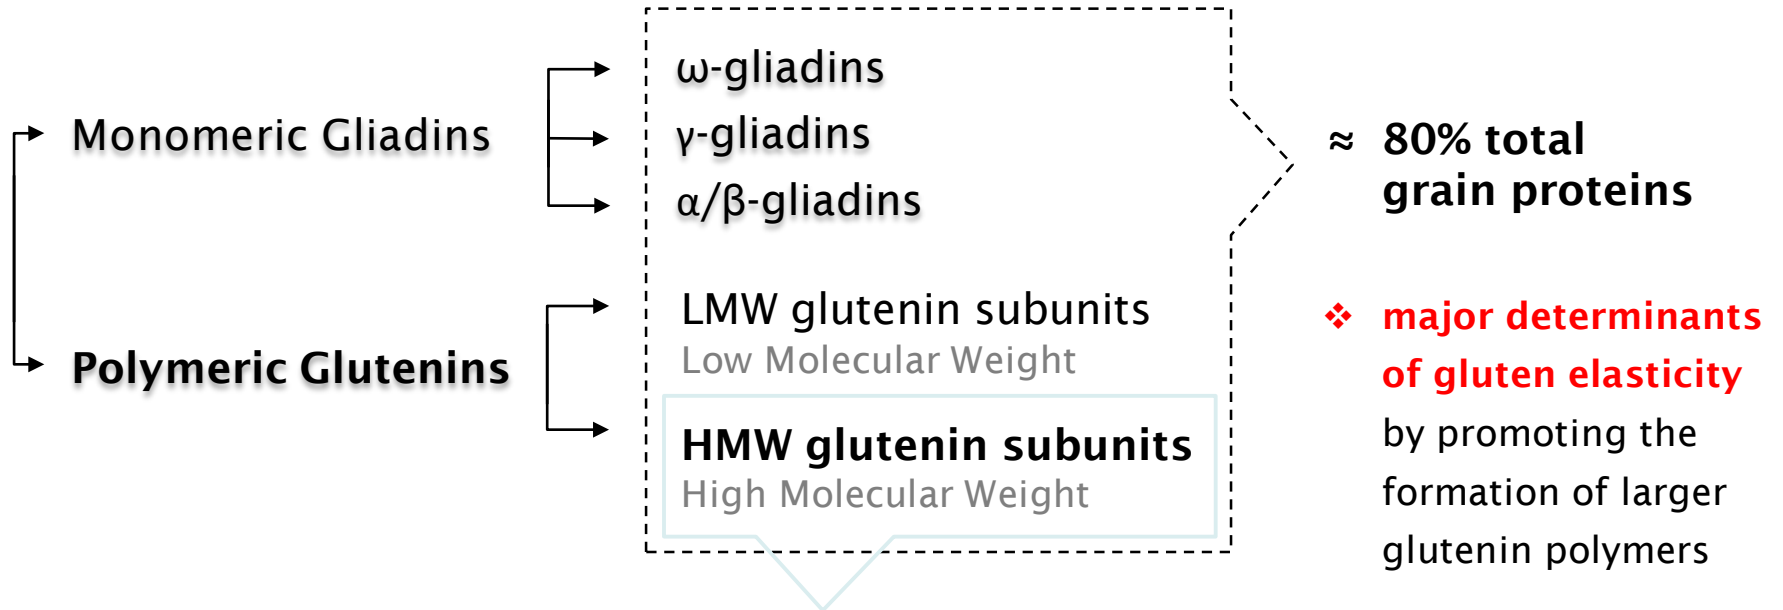 ω-gliadins
Monomeric Gliadins
γ-gliadins
α/β-gliadins
≈ 80% total
grain proteins
Polymeric Glutenins
LMW glutenin subunits
Low Molecular Weight
HMW glutenin subunits
High Molecular Weight
❖ major determinants
of gluten elasticity
by promoting the
formation of larger
glutenin polymers